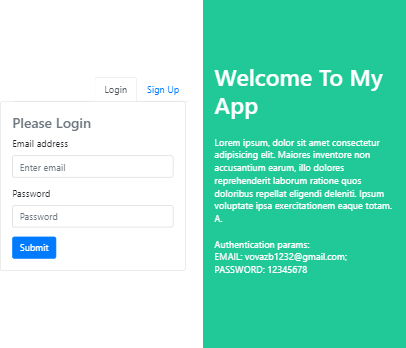 Login
Sign Up
Please Login
Email address
Enter email
Password
Password
Submit
Welcome To My
App
Lorem ipsum, dolor sit amet consectetur
adipisicing elit. Maiores inventore non
accusantium earum, illo dolores
reprehenderit laborum ratione quos
doloribus repellat eligendi deleniti. Ipsum
voluptate ipsa exercitationem eaque totam.
A.
Authentication params:
EMAIL: vovazb1232@gmail.com;
PASSWORD: 12345678